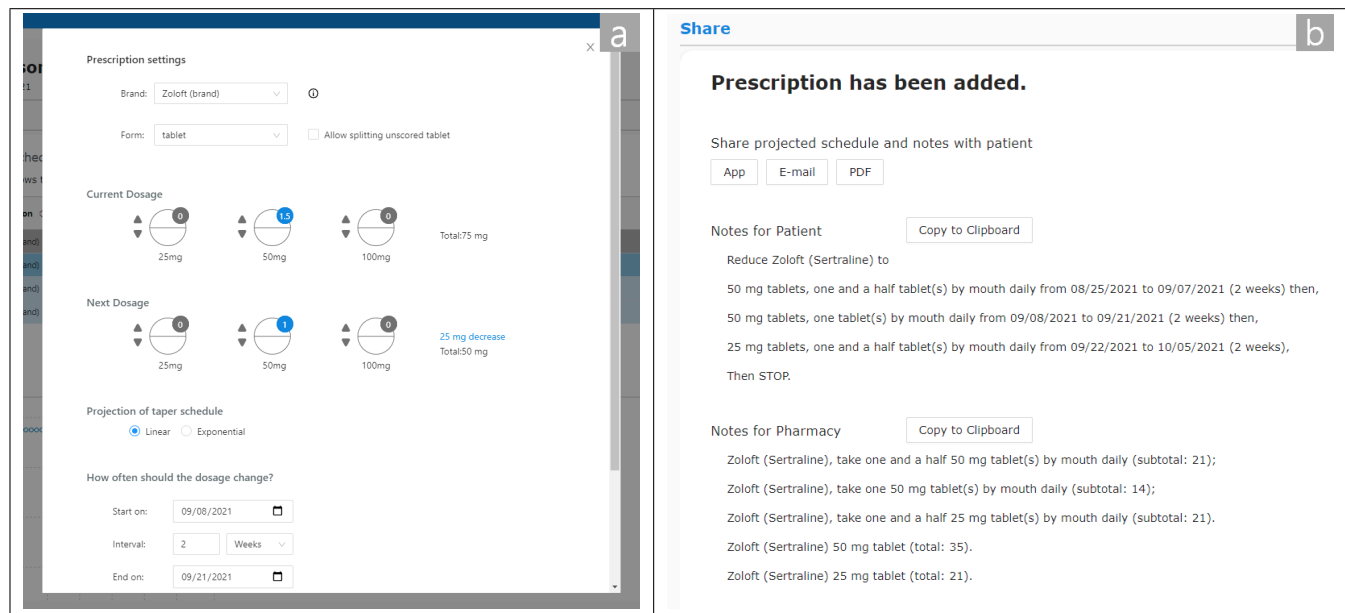 a
X
Prescription settings
Brand: Zoloft (brand)
Form: tablet Allow splitting unscored tablet
Current Dosage
0 1.5 0
25mg 50mg 100mg Total:75 mg
Next Dosage
0 1 0
25 mg decrease
Total:50 mg
25mg 50mg 100mg
Projection of taper schedule
Linear Exponential
How often should the dosage change?
Start on: 09/08/2021
Interval: 2 Weeks
End on: 09/21/2021
Share
b
Prescription has been added.
Share projected schedule and notes with patient
App E-mail PDF
Notes for Patient Copy to Clipboard
Reduce Zoloft (Sertraline) to
50 mg tablets, one and a half tablet(s) by mouth daily from 08/25/2021 to 09/07/2021 (2 weeks) then,
50 mg tablets, one tablet(s) by mouth daily from 09/08/2021 to 09/21/2021 (2 weeks) then,
25 mg tablets, one and a half tablet(s) by mouth daily from 09/22/2021 to 10/05/2021 (2 weeks),
Then STOP.
Notes for Pharmacy Copy to Clipboard
Zoloft (Sertraline), take one and a half 50 mg tablet(s) by mouth daily (subtotal: 21);
Zoloft (Sertraline), take one 50 mg tablet(s) by mouth daily (subtotal: 14);
Zoloft (Sertraline), take one and a half 25 mg tablet(s) by mouth daily (subtotal: 21).
Zoloft (Sertraline) 50 mg tablet (total: 35).
Zoloft (Sertraline) 25 mg tablet (total: 21).